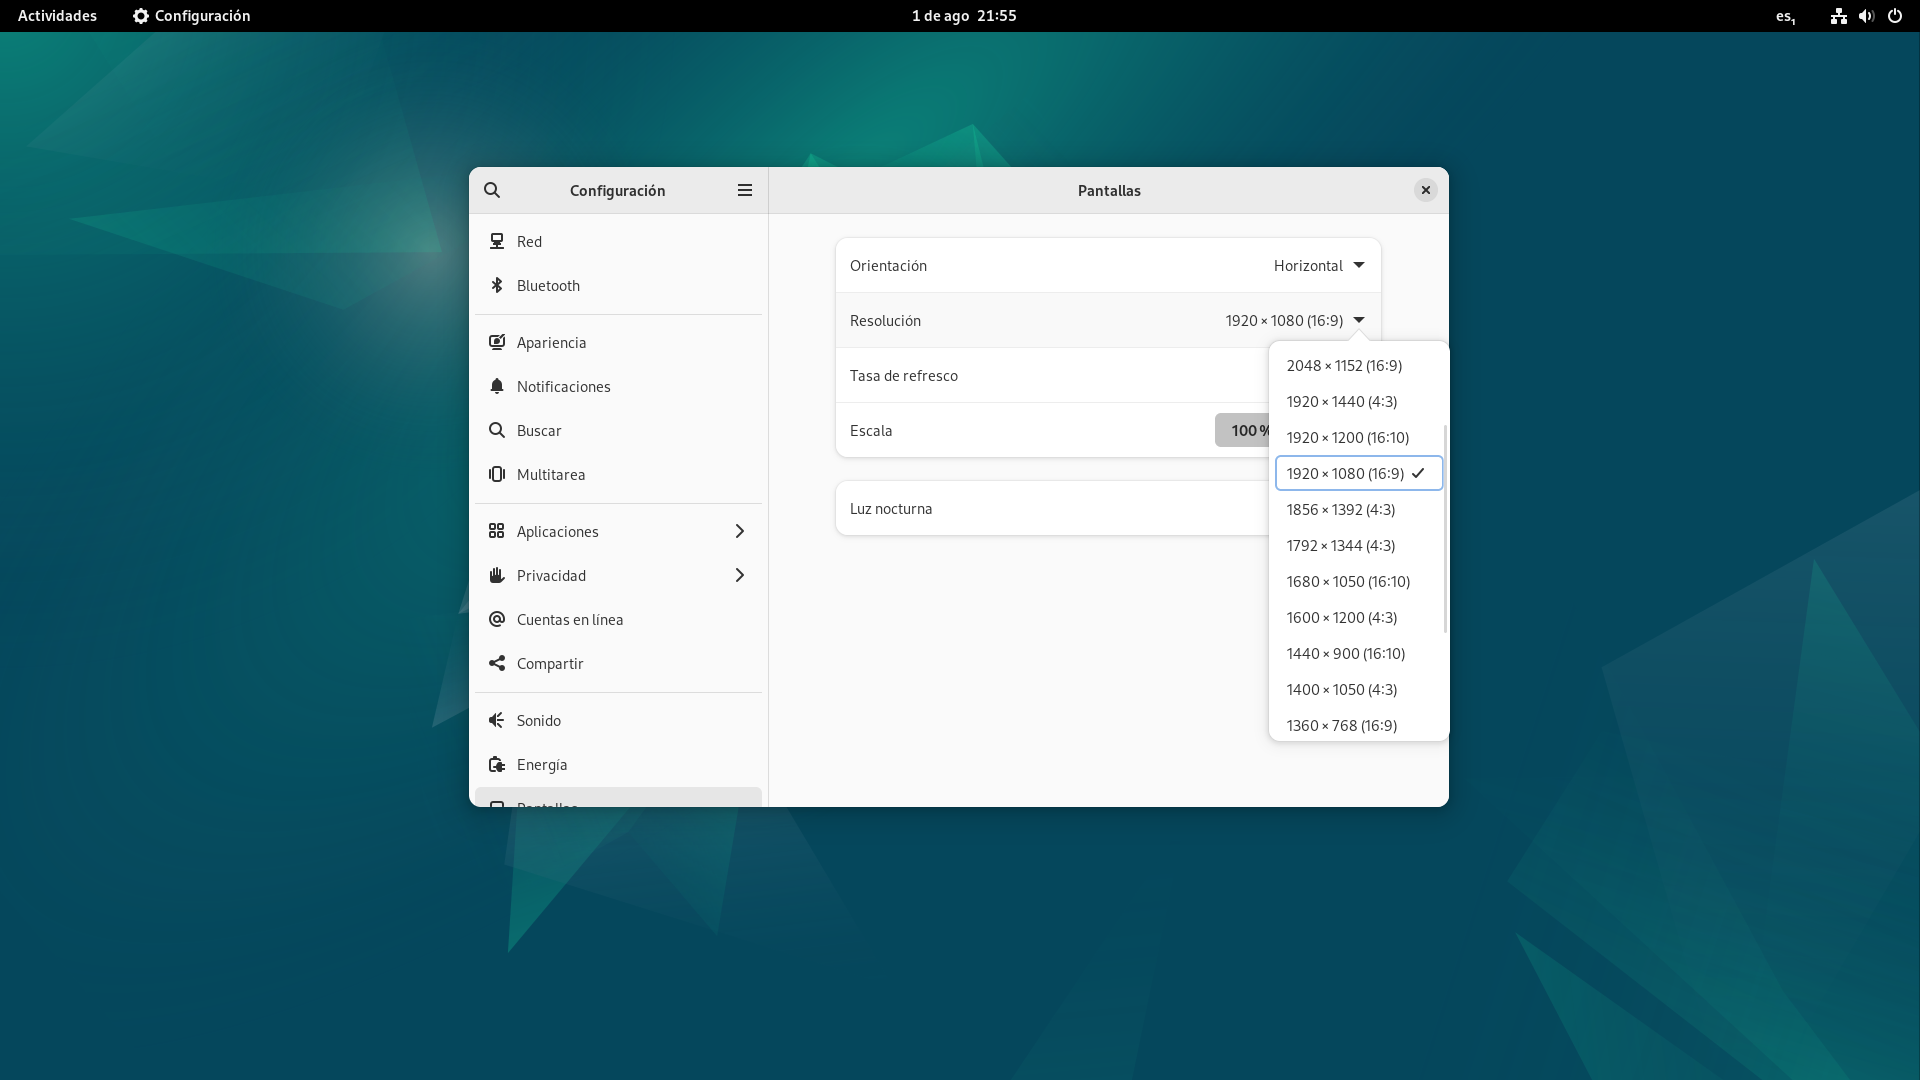 Actividades
Configuración
1 de ago 21:55
es₁
Configuración
Pantallas
Red
Bluetooth
Apariencia
Notificaciones
Buscar
Multitarea
Aplicaciones
Privacidad
Cuentas en línea
Compartir
Sonido
Energía
Pantallas
Orientación
Horizontal
Resolución
1920 × 1080 (16:9)
Tasa de refresco
Escala
100 %
Luz nocturna
2048 × 1152 (16:9)
1920 × 1440 (4:3)
1920 × 1200 (16:10)
1920 × 1080 (16:9)
1856 × 1392 (4:3)
1792 × 1344 (4:3)
1680 × 1050 (16:10)
1600 × 1200 (4:3)
1440 × 900 (16:10)
1400 × 1050 (4:3)
1360 × 768 (16:9)